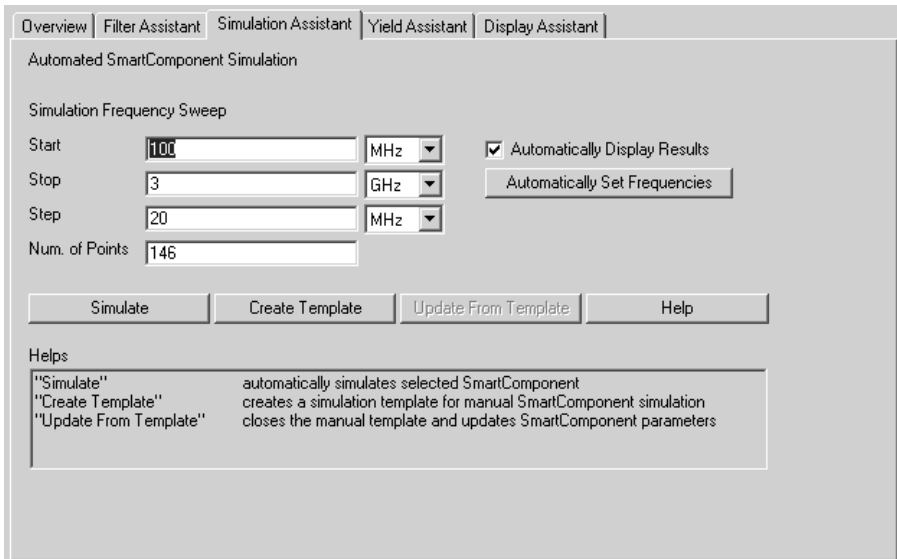 Overview Filter Assistant Simulation Assistant Yield Assistant Display Assistant
Automated SmartComponent Simulation
Simulation Frequency Sweep
Start 100 MHz Automatically Display Results
Stop 3 GHz Automatically Set Frequencies
Step 20 MHz
Num. of Points 146
Simulate Create Template Update From Template Help
Helps
"Simulate" automatically simulates selected SmartComponent
"Create Template" creates a simulation template for manual SmartComponent simulation
"Update From Template" closes the manual template and updates SmartComponent parameters